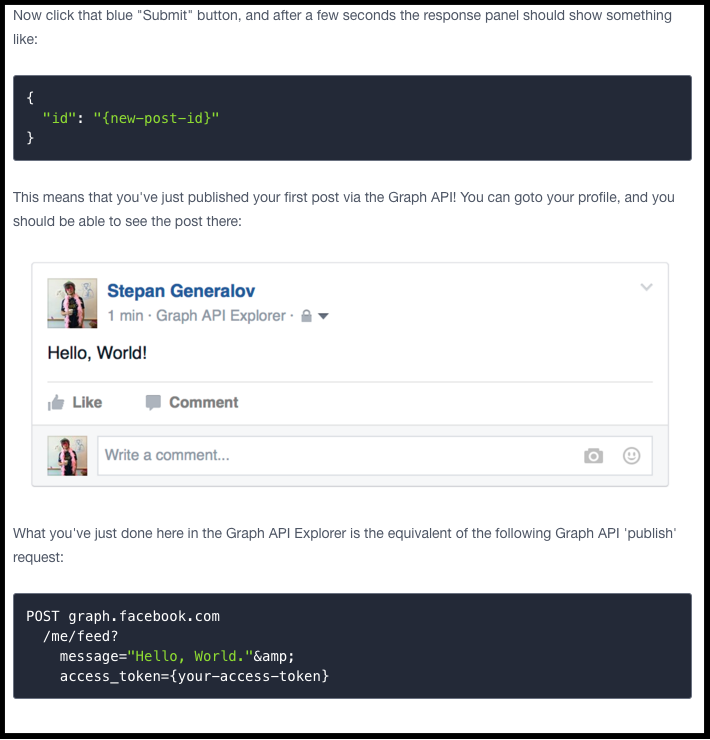 Now click that blue "Submit" button, and after a few seconds the response panel should show something
like:
{
  "id": "{new-post-id}"
}
This means that you've just published your first post via the Graph API! You can goto your profile, and you
should be able to see the post there:
Stepan Generalov
1 min · Graph API Explorer ·
Hello, World!
Like Comment
Write a comment...
What you've just done here in the Graph API Explorer is the equivalent of the following Graph API 'publish'
request:
POST graph.facebook.com
  /me/feed?
    message="Hello, World."&amp;
    access_token={your-access-token}